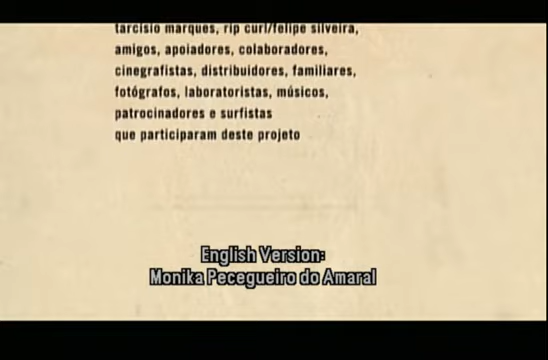 tarcísio marques, rip curl/felipe silveira,
amigos, apoiadores, colaboradores,
cinegrafistas, distribuidores, familiares,
fotógrafos, laboratoristas, músicos,
patrocinadores e surfistas
que participaram deste projeto
English Version:
Monika Pecegueiro do Amaral